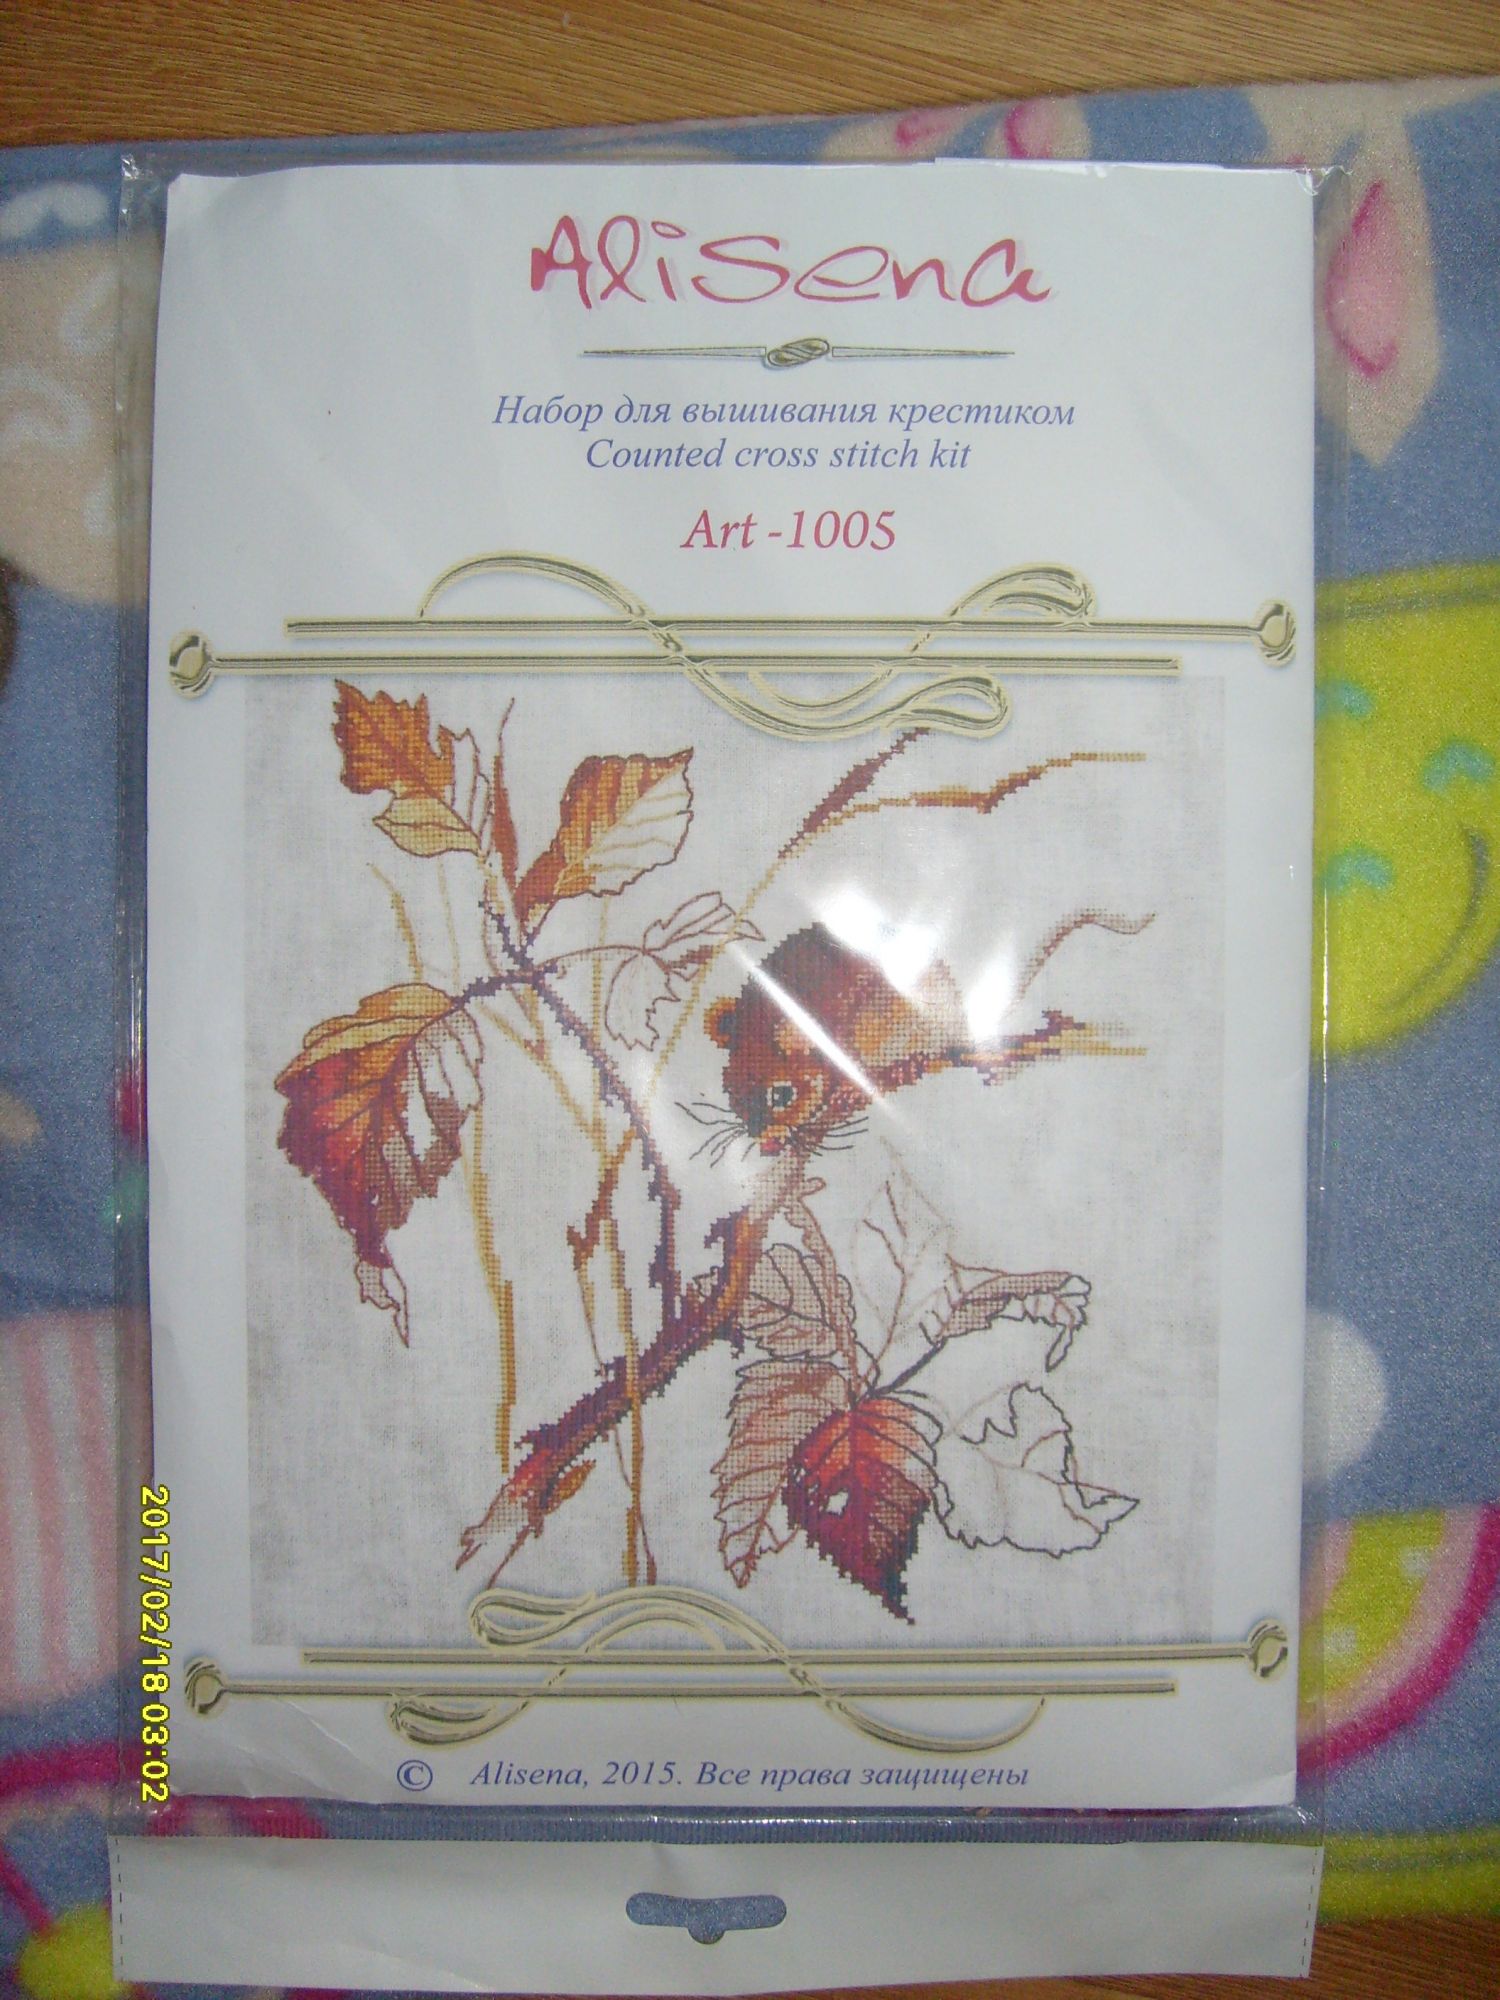 Alisena
Набор для вышивания крестиком
Counted cross stitch kit
Art -1005
© Alisena, 2015. Все права защищены
2017/02/18 03:02